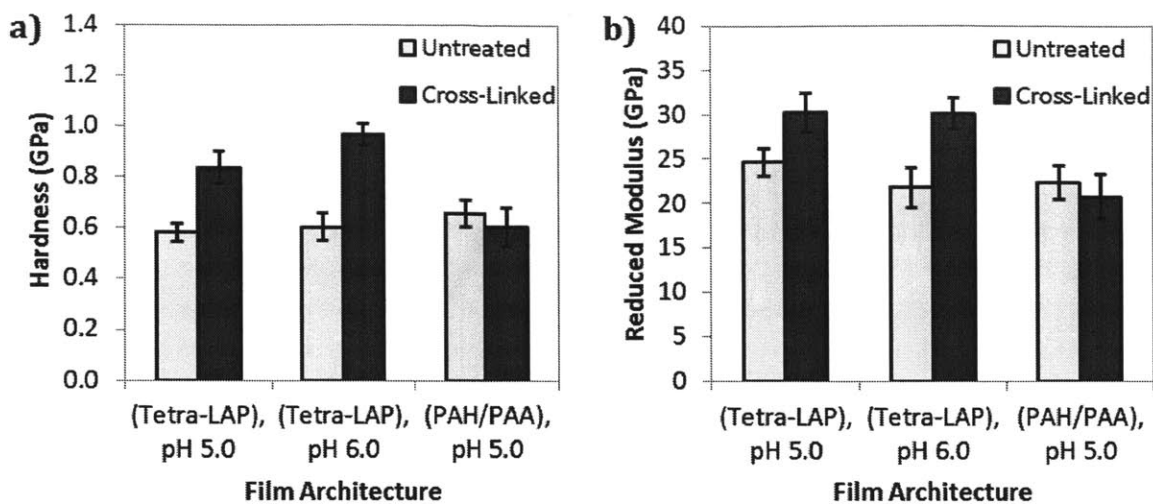 a)
1.4
1.2
1.0
0.8
0.6
0.4
0.2
0.0
Hardness (GPa)
Untreated
Cross-Linked
(Tetra-LAP), (Tetra-LAP), (PAH/PAA),
pH 5.0 pH 6.0 pH 5.0
Film Architecture
b)
40
35
30
25
20
15
10
5
0
Reduced Modulus (GPa)
Untreated
Cross-Linked
(Tetra-LAP), (Tetra-LAP), (PAH/PAA),
pH 5.0 pH 6.0 pH 5.0
Film Architecture